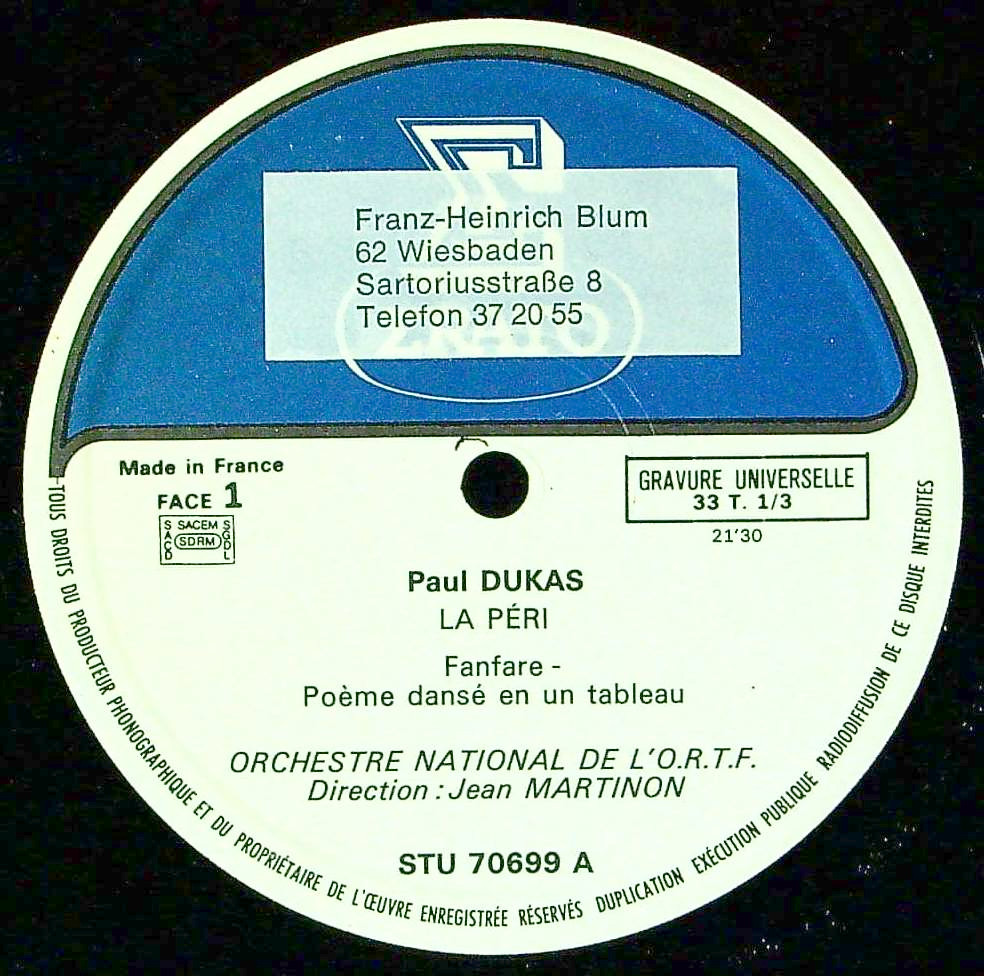 Franz-Heinrich Blum
62 Wiesbaden
Sartoriusstraße 8
Telefon 37 20 55
ERATO
Made in France
FACE 1
SACEM
SACD
SDRM
SGDL
GRAVURE UNIVERSELLE
33 T. 1/3
21'30
Paul DUKAS
LA PÉRI
Fanfare -
Poème dansé en un tableau
ORCHESTRE NATIONAL DE L'O.R.T.F.
Direction : Jean MARTINON
STU 70699 A
TOUS DROITS DU PRODUCTEUR PHONOGRAPHIQUE ET DU PROPRIÉTAIRE DE L'ŒUVRE ENREGISTRÉE RÉSERVÉS DUPLICATION EXÉCUTION PUBLIQUE RADIODIFFUSION DE CE DISQUE INTERDITES